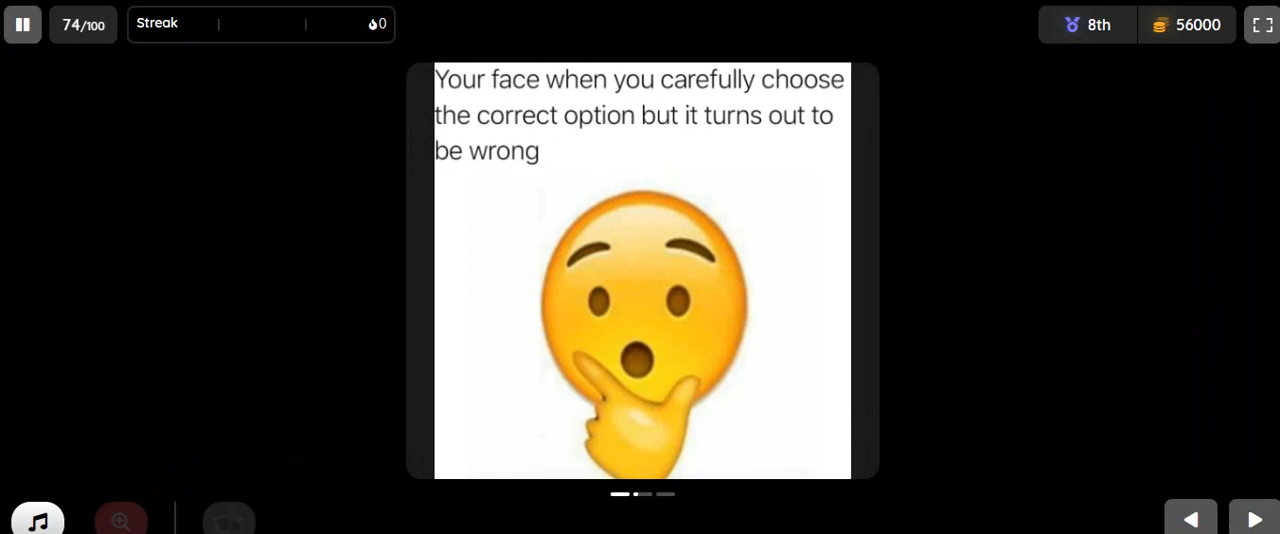 74/100
Streak
0
8th
56000
Your face when you carefully choose
the correct option but it turns out to
be wrong